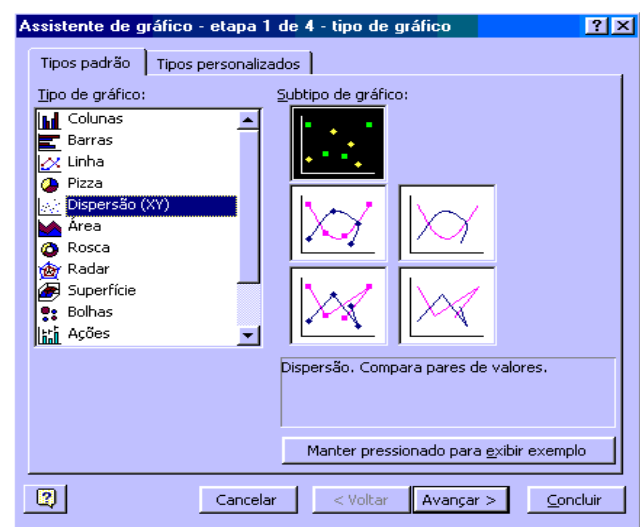 Assistente de gráfico - etapa 1 de 4 - tipo de gráfico
Tipos padrão
Tipos personalizados
Tipo de gráfico:
Colunas
Barras
Linha
Pizza
Dispersão (XY)
Área
Rosca
Radar
Superfície
Bolhas
Ações
Subtipo de gráfico:
Dispersão. Compara pares de valores.
Manter pressionado para exibir exemplo
Cancelar
< Voltar
Avançar >
Concluir